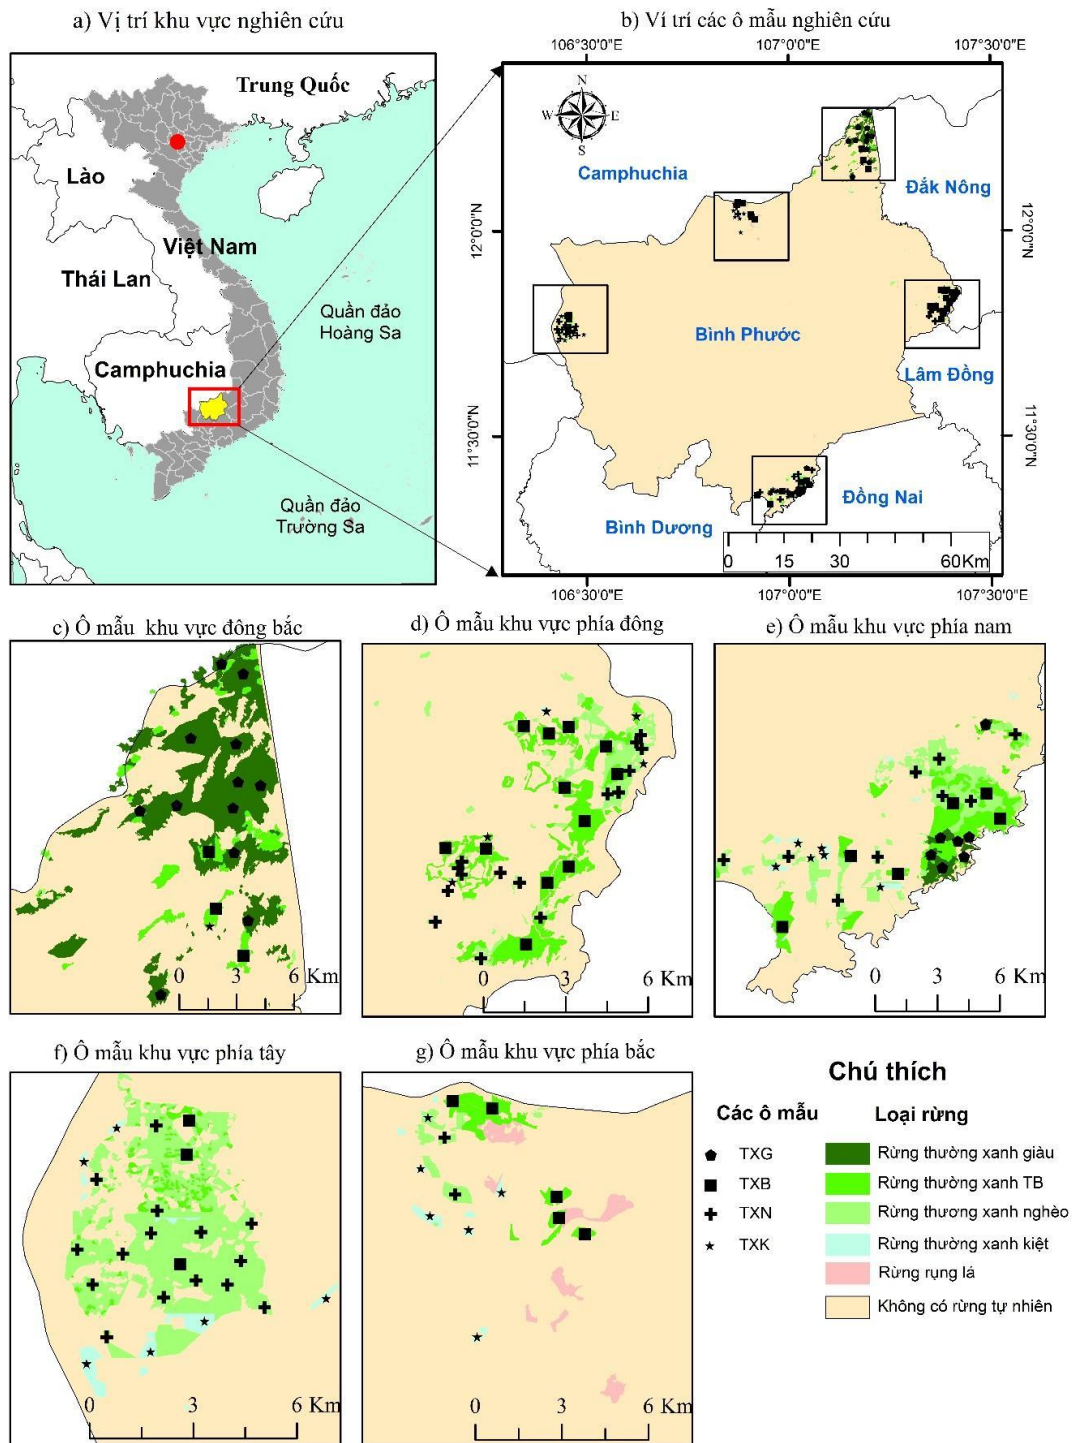 a) Vị trí khu vực nghiên cứu
b) Ví trí các ô mẫu nghiên cứu
106°30'0"E
107°0'0"E
107°30'0"E
Trung Quốc
Lào
Việt Nam
Thái Lan
Quần đảo
Hoàng Sa
Camphuchia
Quần đảo
Trường Sa
N
W
E
S
Camphuchia
Đắk Nông
12°0'0"N
12°0'0"N
Bình Phước
Lâm Đồng
11°30'0"N
11°30'0"N
Đồng Nai
Bình Dương
0 15 30 60Km
106°30'0"E
107°0'0"E
107°30'0"E
c) Ô mẫu khu vực đông bắc
d) Ô mẫu khu vực phía đông
e) Ô mẫu khu vực phía nam
0 6 Km
0 3 6 Km
0 3 6 Km
f) Ô mẫu khu vực phía tây
g) Ô mẫu khu vực phía bắc
0 3 6 Km
0 3 6 Km
Chú thích
Các ô mẫu
Loại rừng
TXG
Rừng thường xanh giàu
TXB
Rừng thường xanh TB
TXN
Rừng thương xanh nghèo
TXK
Rừng thường xanh kiệt
Rừng rụng lá
Không có rừng tự nhiên